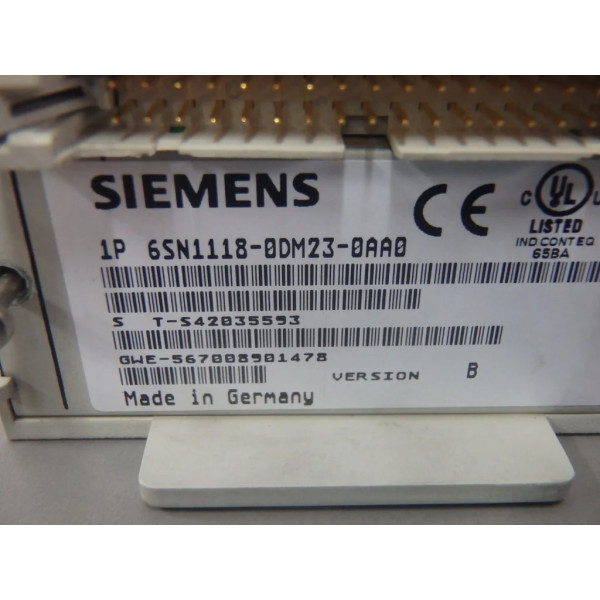 SIEMENS CE C UL
LISTED
IND CONT EQ
65BA
1P 6SN1118-0DM23-0AA0
S T-S42035593
GWE-567008901478
VERSION B
Made in Germany